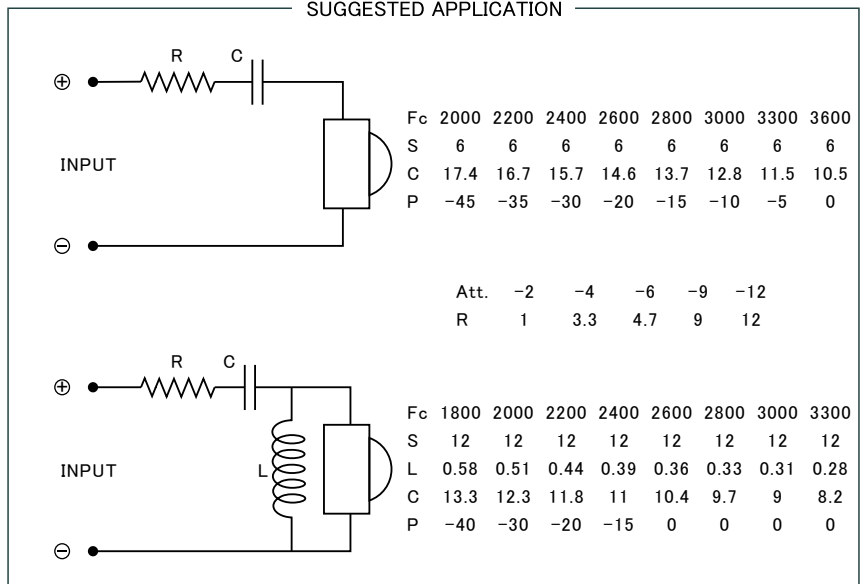 SUGGESTED APPLICATION
R C
⊕
INPUT
⊖
Fc 2000 2200 2400 2600 2800 3000 3300 3600
S 6 6 6 6 6 6 6 6
C 17.4 16.7 15.7 14.6 13.7 12.8 11.5 10.5
P -45 -35 -30 -20 -15 -10 -5 0
Att. -2 -4 -6 -9 -12
R 1 3.3 4.7 9 12
R C
⊕
INPUT
L
⊖
Fc 1800 2000 2200 2400 2600 2800 3000 3300
S 12 12 12 12 12 12 12 12
L 0.58 0.51 0.44 0.39 0.36 0.33 0.31 0.28
C 13.3 12.3 11.8 11 10.4 9.7 9 8.2
P -40 -30 -20 -15 0 0 0 0